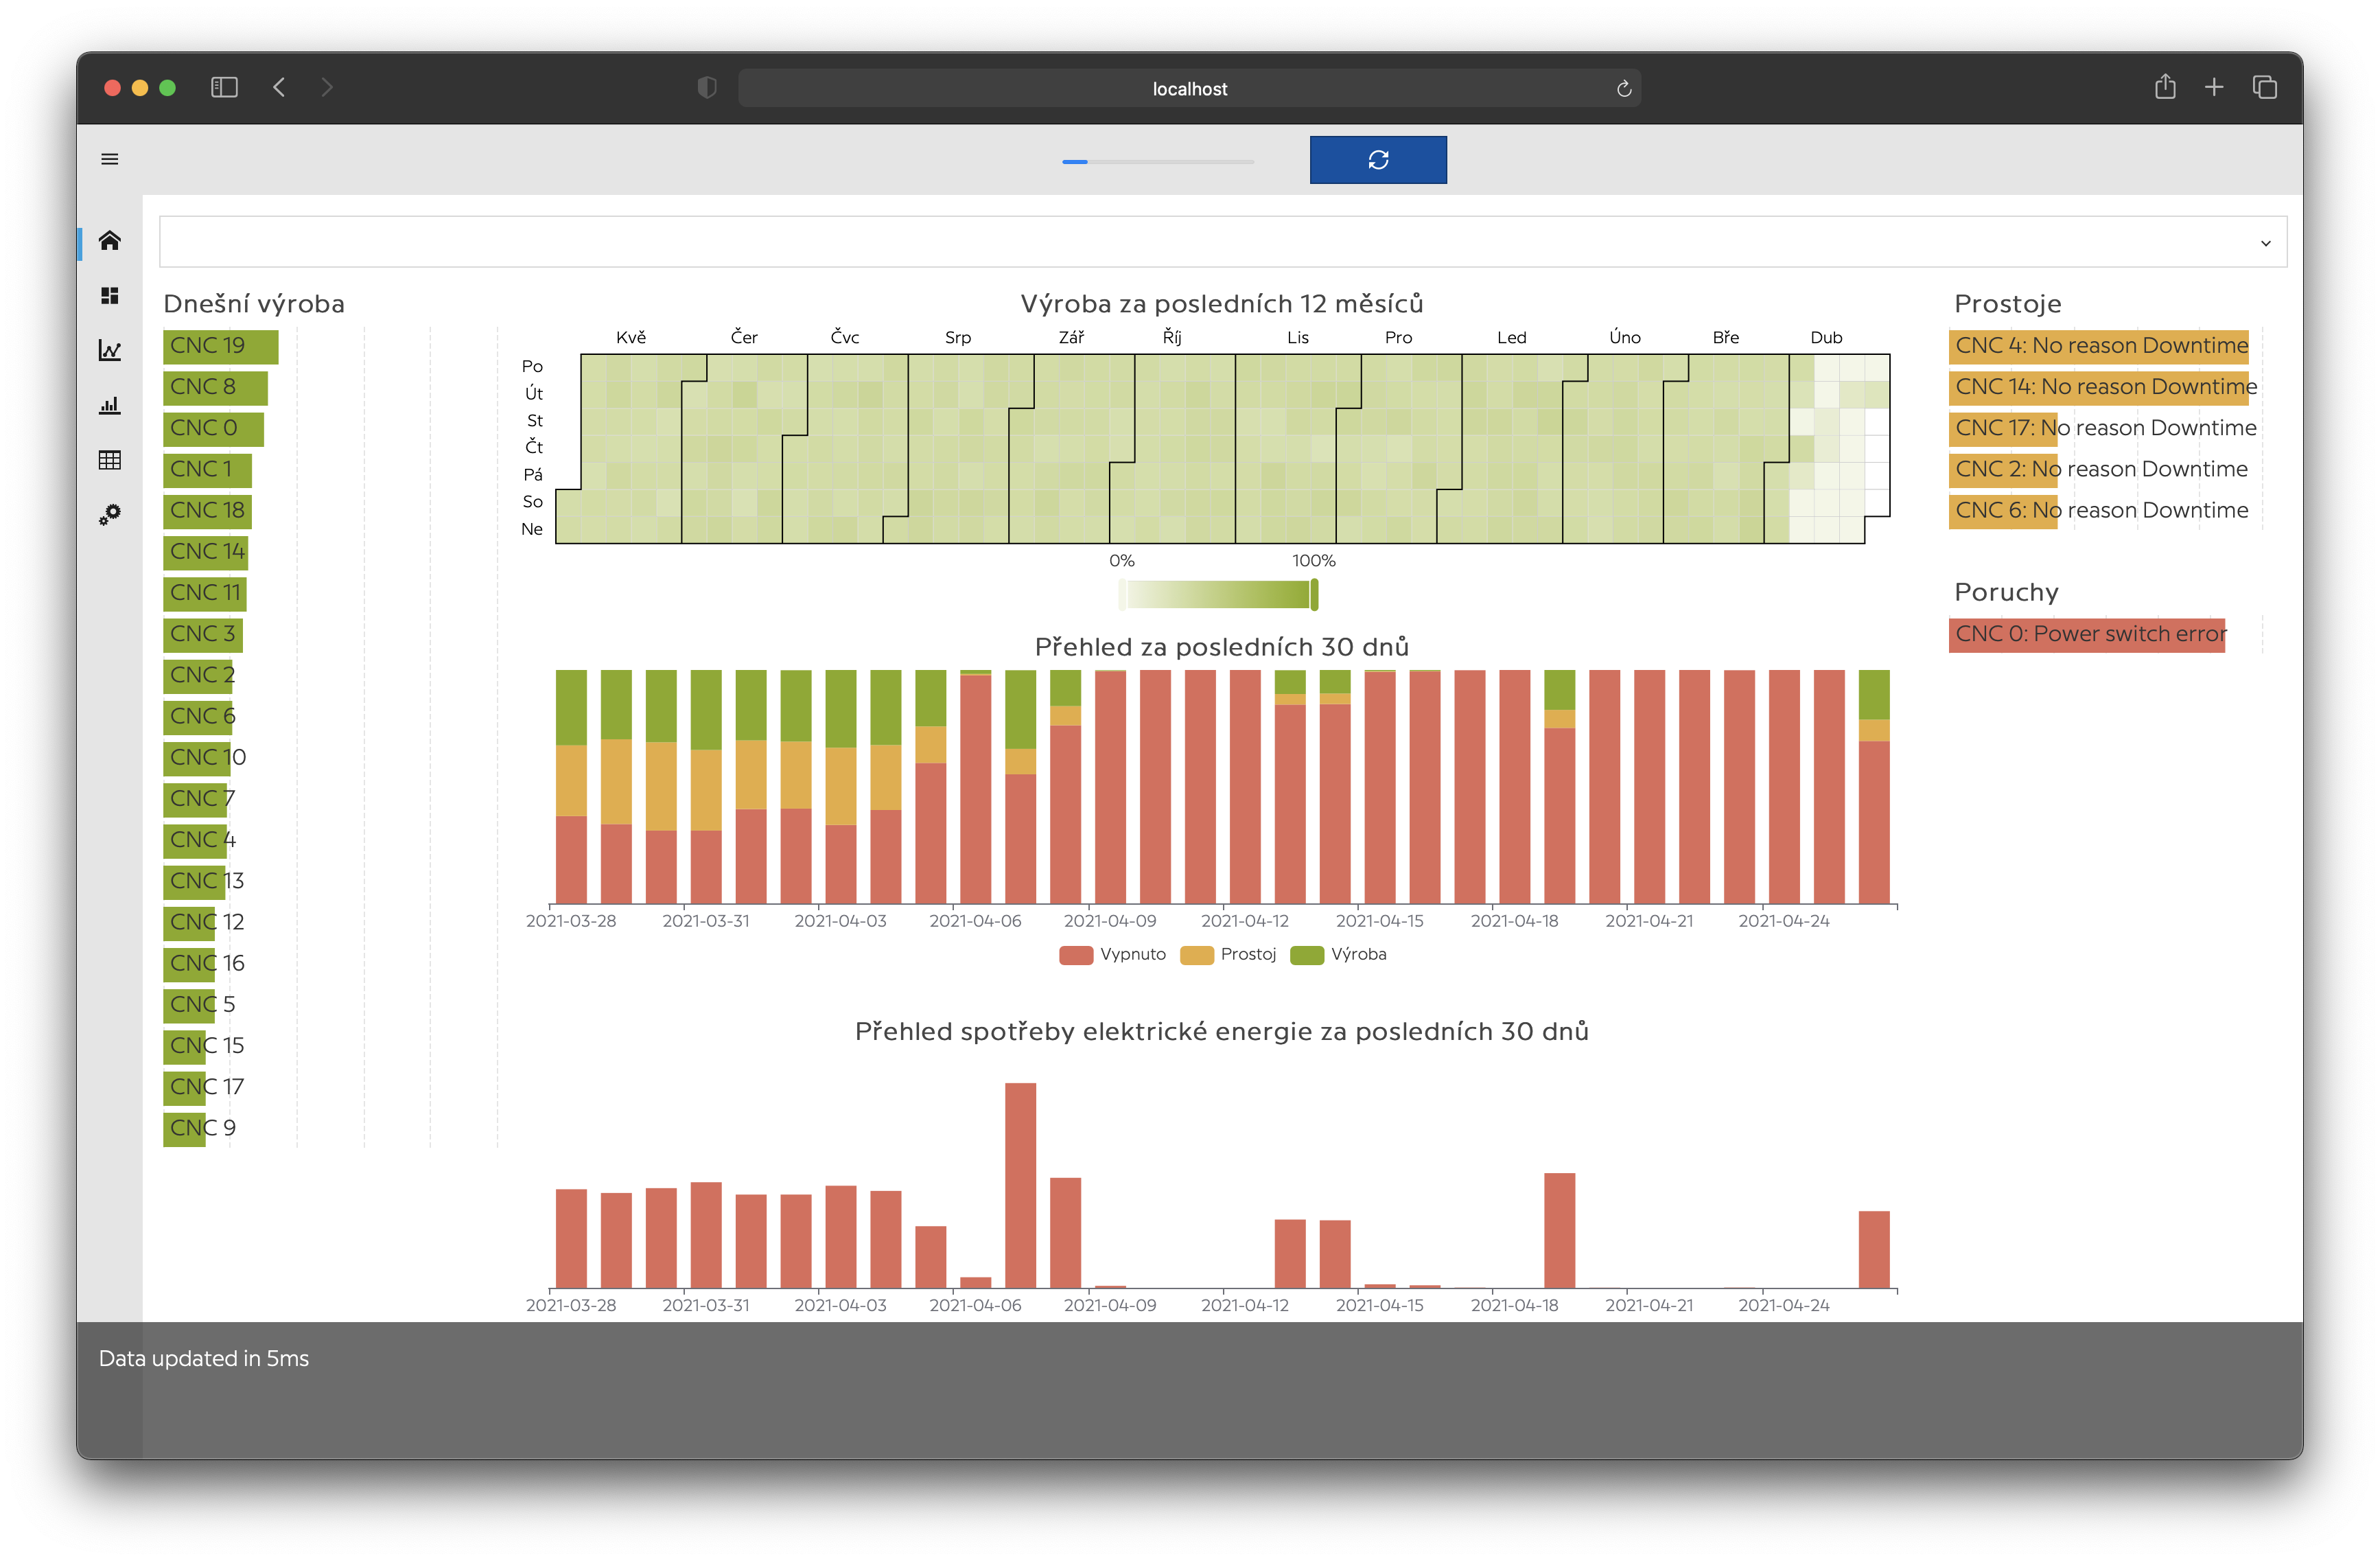 localhost
Dnešní výroba
CNC 19
CNC 8
CNC 0
CNC 1
CNC 18
CNC 14
CNC 11
CNC 3
CNC 2
CNC 6
CNC 10
CNC 7
CNC 4
CNC 13
CNC 12
CNC 16
CNC 5
CNC 15
CNC 17
CNC 9
Výroba za posledních 12 měsíců
Kvě Čer Čvc Srp Zář Říj Lis Pro Led Úno Bře Dub
Po
Út
St
Čt
Pá
So
Ne
0% 100%
Přehled za posledních 30 dnů
2021-03-28 2021-03-31 2021-04-03 2021-04-06 2021-04-09 2021-04-12 2021-04-15 2021-04-18 2021-04-21 2021-04-24
Vypnuto Prostoj Výroba
Přehled spotřeby elektrické energie za posledních 30 dnů
2021-03-28 2021-03-31 2021-04-03 2021-04-06 2021-04-09 2021-04-12 2021-04-15 2021-04-18 2021-04-21 2021-04-24
Prostoje
CNC 4: No reason Downtime
CNC 14: No reason Downtime
CNC 17: No reason Downtime
CNC 2: No reason Downtime
CNC 6: No reason Downtime
Poruchy
CNC 0: Power switch error
Data updated in 5ms